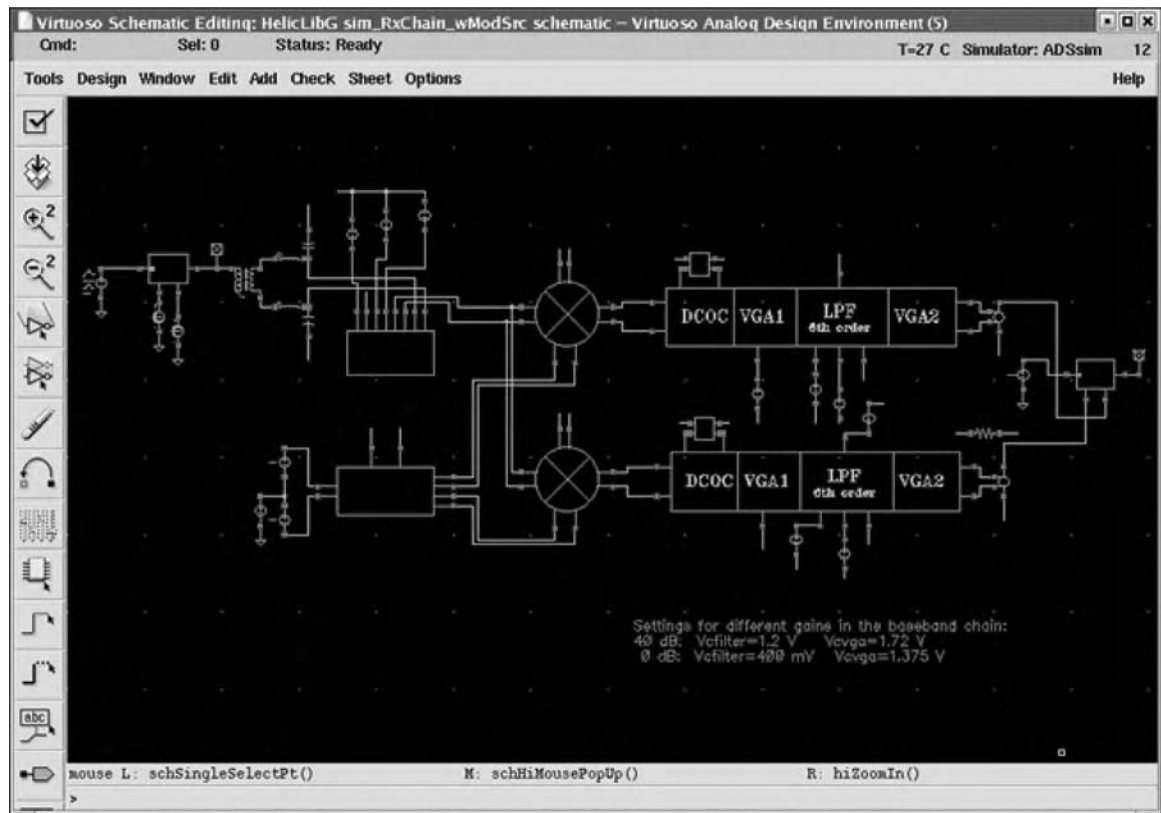 Virtuoso Schematic Editing: HelicLibG sim_RxChain_wModSrc schematic – Virtuoso Analog Design Environment (5)
Cmd: Sel: 0 Status: Ready T=27 C Simulator: ADSsim 12
Tools Design Window Edit Add Check Sheet Options Help
2
2
DCOC VGA1 LPF VGA2
6th order
DCOC VGA1 LPF VGA2
6th order
Settings for different gains in the baseband chain:
40 dB: Vcfilter=1.2 V Vcvga=1.72 V
0 dB: Vcfilter=400 mV Vcvga=1.375 V
abc
mouse L: schSingleSelectPt() M: schHiMousePopUp() R: hiZoomIn()
>